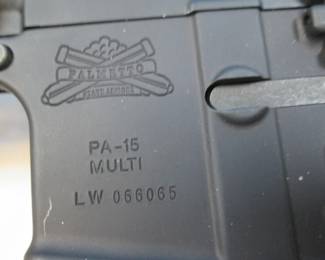 PALMETTO
STATE ARMORY
PA-15
MULTI
LW 066065